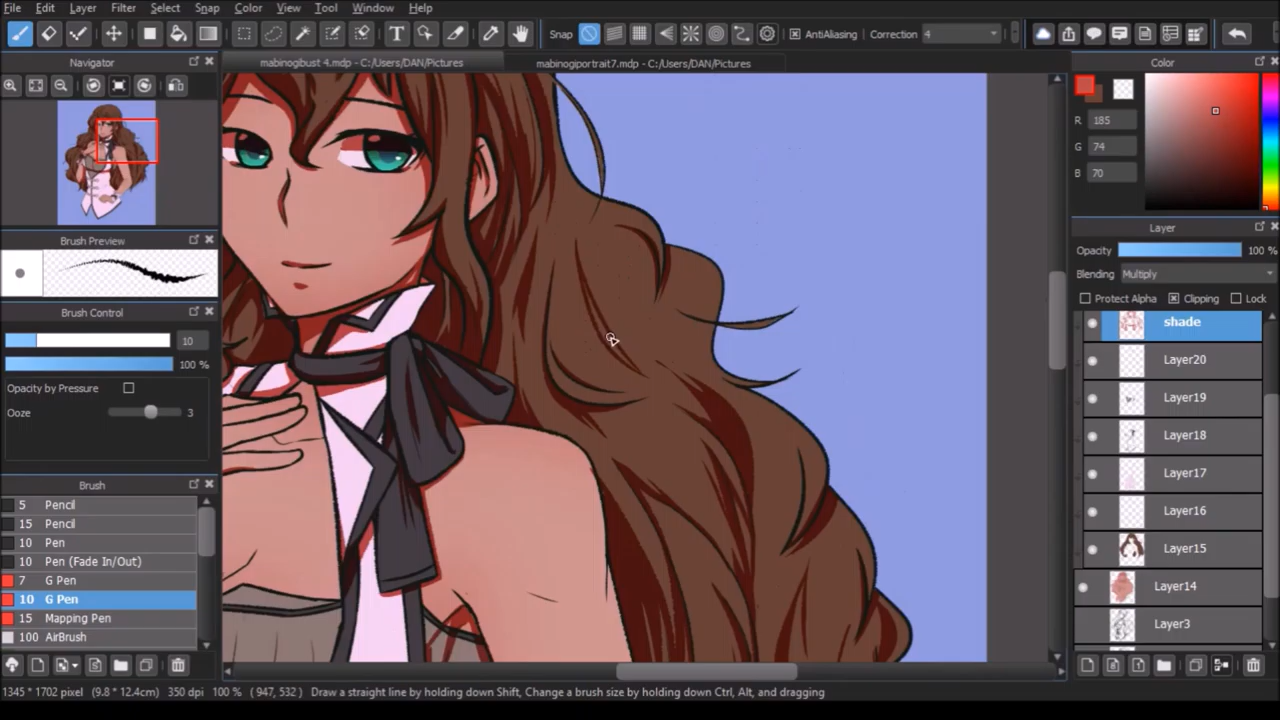 File Edit Layer Filter Select Snap Color View Tool Window Help
T Snap AntiAliasing Correction 4
Navigator
mabinogibust 4.mdp - C:/Users/DAN/Pictures
mabinogiportrait7.mdp - C:/Users/DAN/Pictures
Brush Preview
Brush Control
10
100 %
Opacity by Pressure
Ooze 3
Brush
5 Pencil
15 Pencil
10 Pen
10 Pen (Fade In/Out)
7 G Pen
10 G Pen
15 Mapping Pen
100 AirBrush
Color
R 185
G 74
B 70
Layer
Opacity 100 %
Blending Multiply
Protect Alpha Clipping Lock
shade
Layer20
Layer19
Layer18
Layer17
Layer16
Layer15
Layer14
Layer3
1345 * 1702 pixel (9.8 * 12.4cm) 350 dpi 100 % ( 947, 532 ) Draw a straight line by holding down Shift, Change a brush size by holding down Ctrl, Alt, and dragging